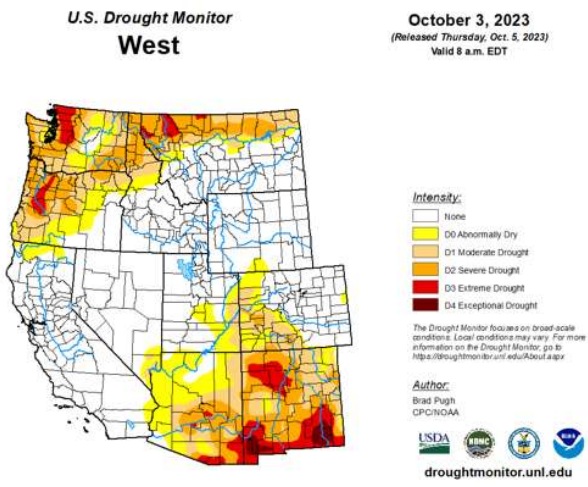 U.S. Drought Monitor
West
October 3, 2023
(Released Thursday, Oct. 5, 2023)
Valid 8 a.m. EDT
Intensity:
None
D0 Abnormally Dry
D1 Moderate Drought
D2 Severe Drought
D3 Extreme Drought
D4 Exceptional Drought
The Drought Monitor focuses on broad-scale
conditions. Local conditions may vary. For more
information on the Drought Monitor, go to
https://droughtmonitor.unl.edu/About.aspx
Author:
Brad Pugh
CPC/NOAA
USDA
NDMC
droughtmonitor.unl.edu